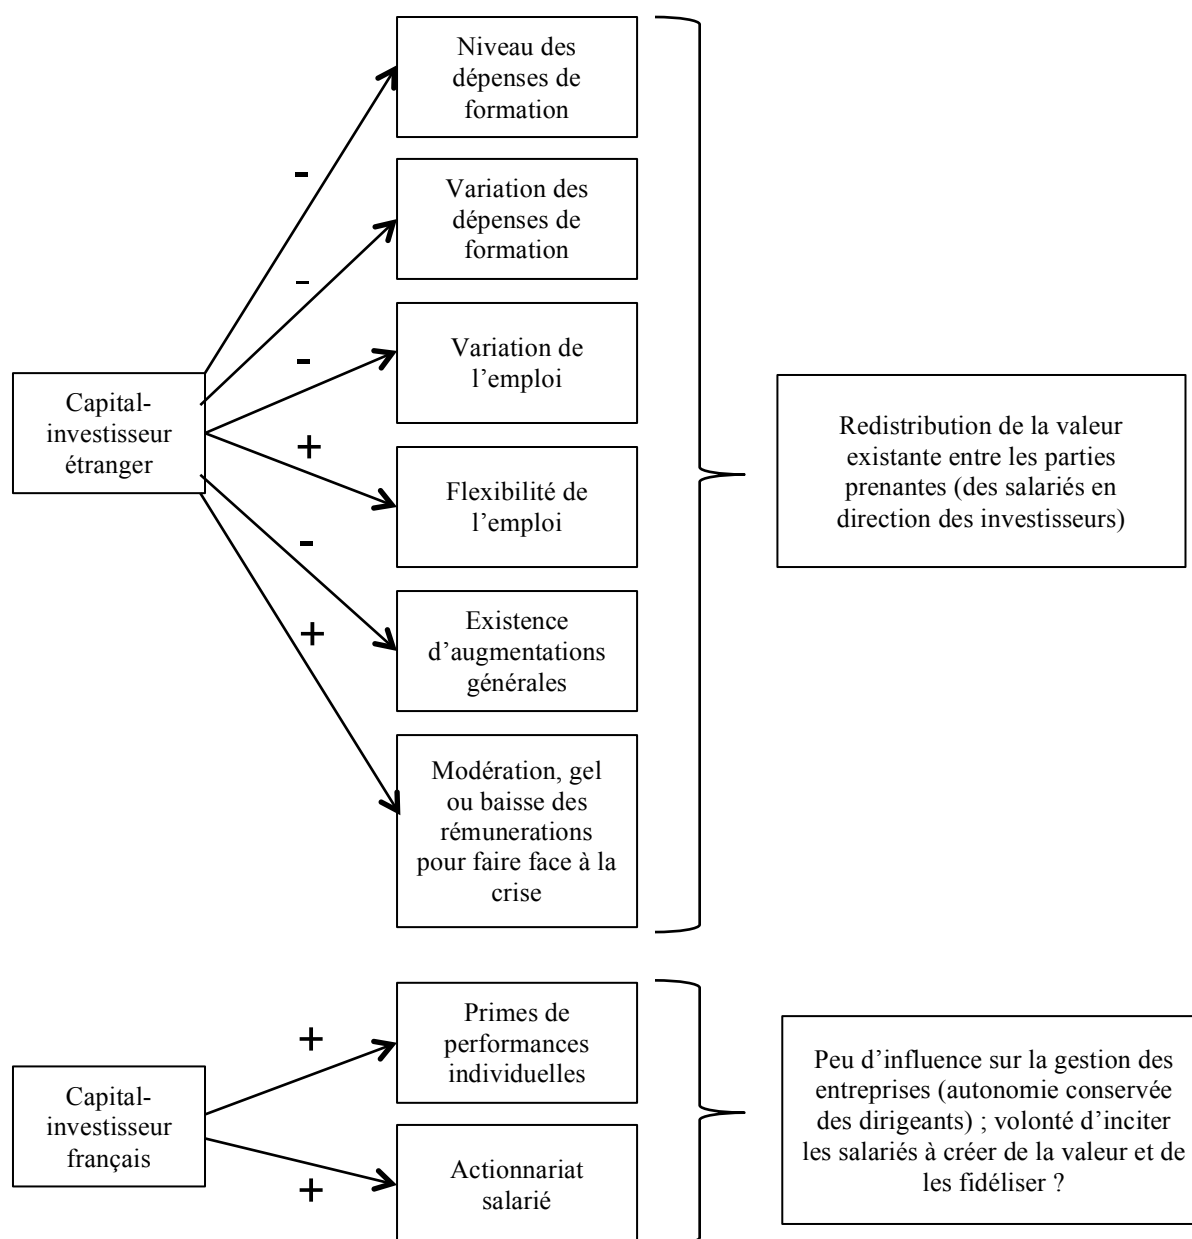 Niveau des
dépenses de
formation
-
Variation des
dépenses de
formation
-
Variation de
l’emploi
-
Capital-
investisseur
étranger
+
Flexibilité de
l’emploi
-
Existence
d’augmentations
générales
+
Modération, gel
ou baisse des
rémunerations
pour faire face à la
crise
Redistribution de la valeur
existante entre les parties
prenantes (des salariés en
direction des investisseurs)
Capital-
investisseur
français
+
Primes de
performances
individuelles
+
Actionnariat
salarié
Peu d’influence sur la gestion des
entreprises (autonomie conservée
des dirigeants) ; volonté d’inciter
les salariés à créer de la valeur et de
les fidéliser ?